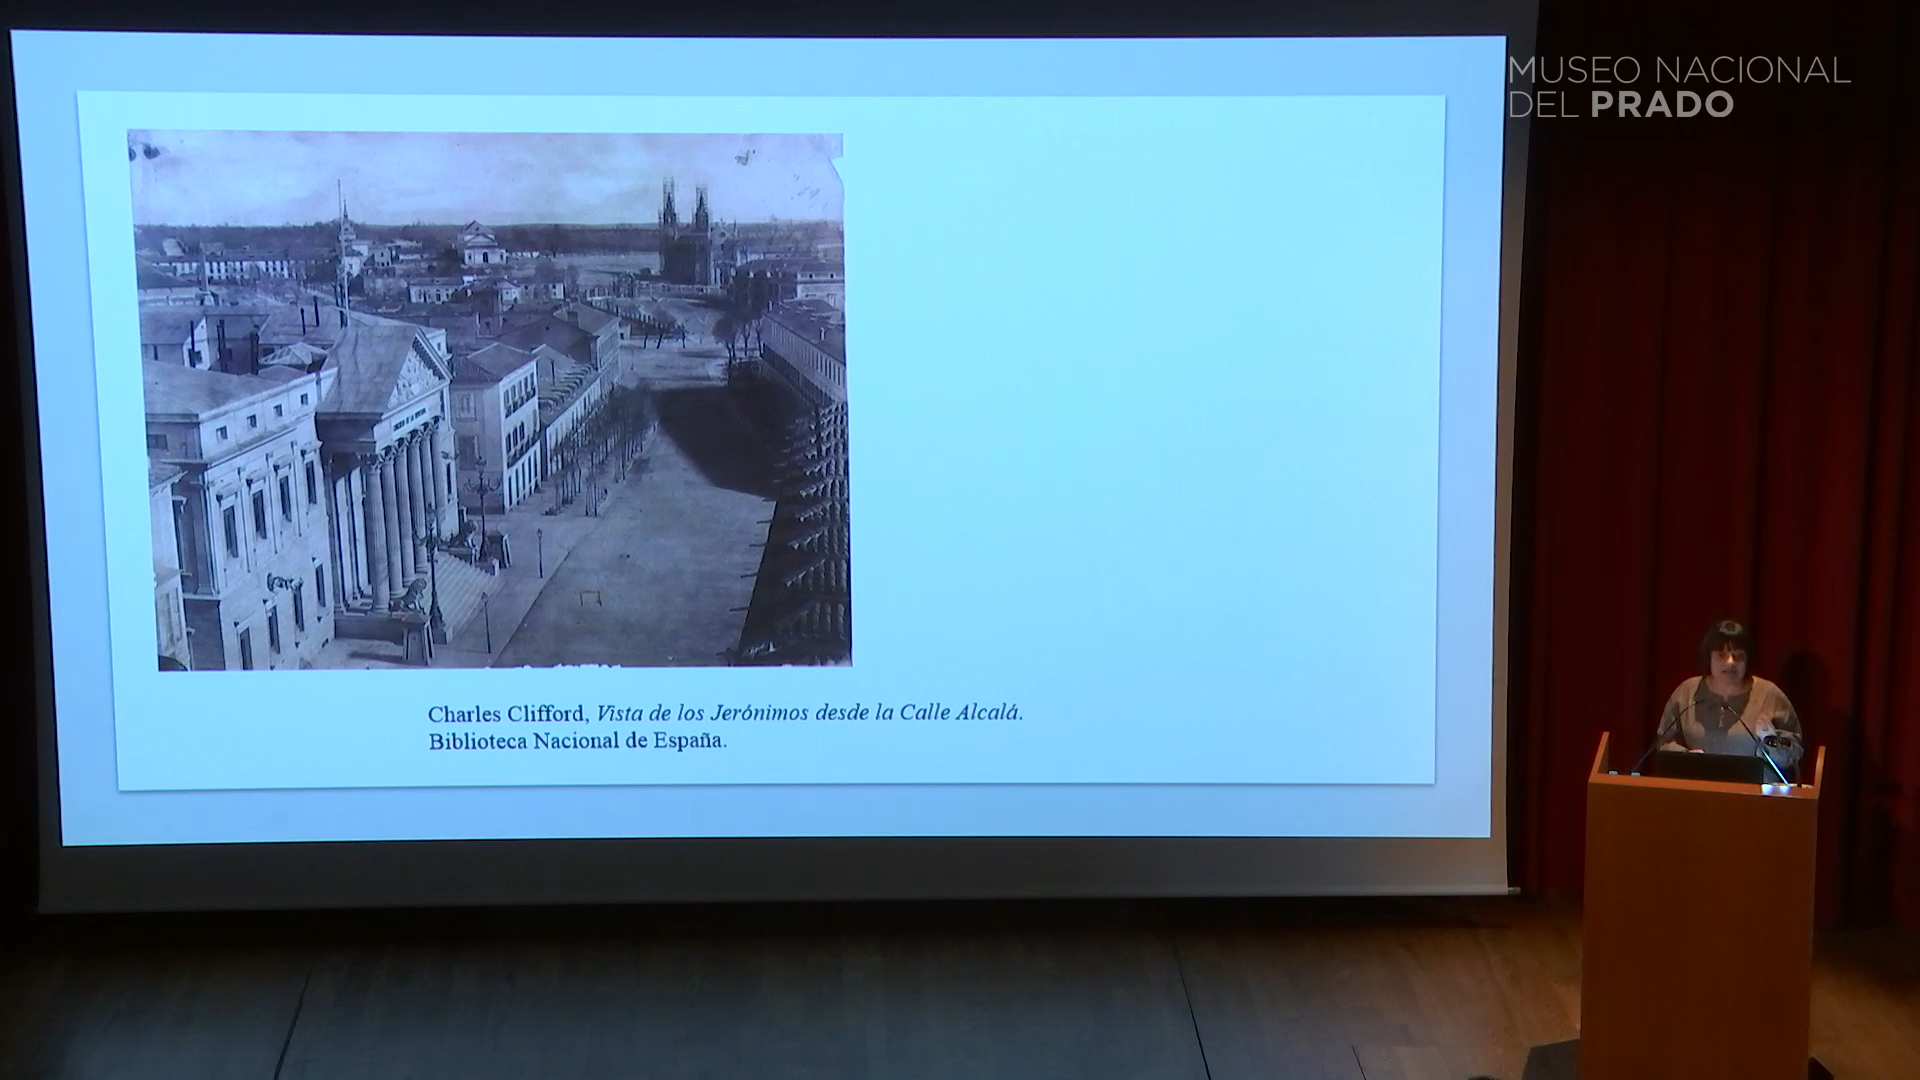 MUSEO NACIONAL
DEL PRADO
Charles Clifford, Vista de los Jerónimos desde la Calle Alcalá.
Biblioteca Nacional de España.